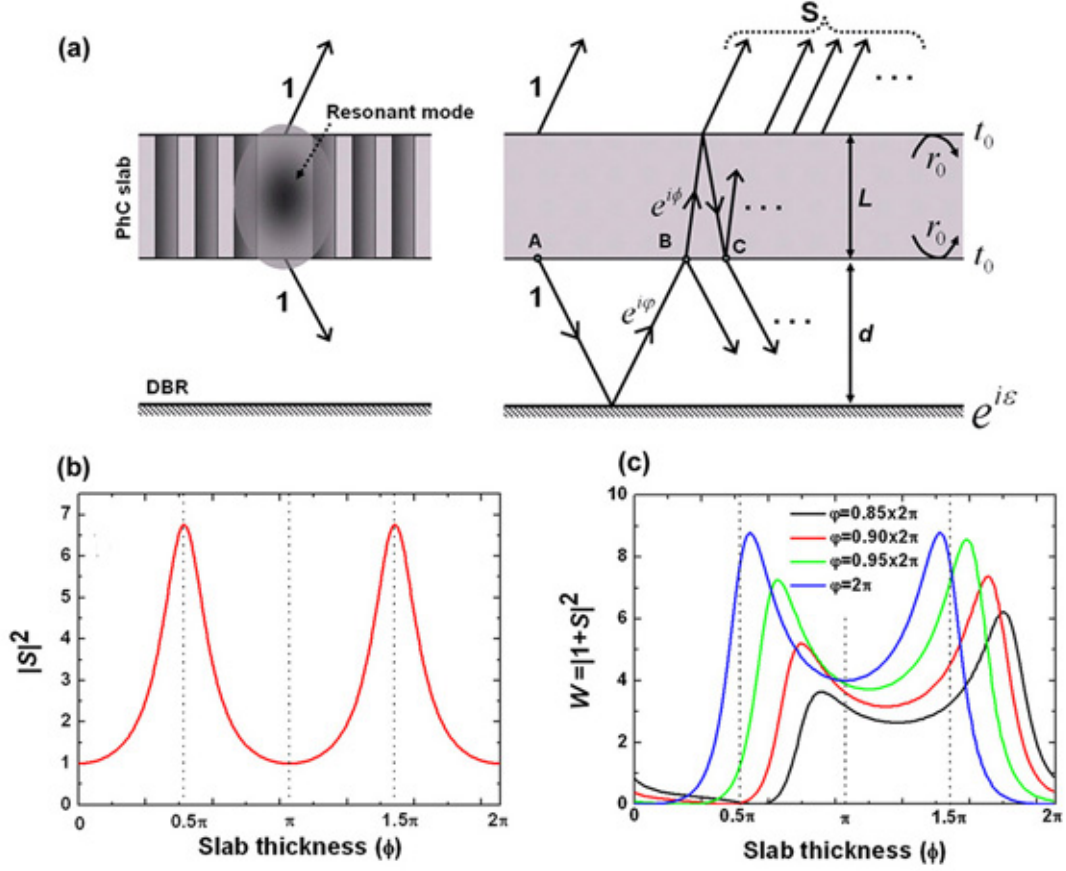 (a)
S
1
1
Resonant mode
t₀
r₀
PhC slab
e^{iϕ}
...
L
A
B
C
r₀
t₀
1
1
e^{iφ}
...
d
DBR
e^{iε}
(b)
(c)
|S|²
7
6
5
4
3
2
1
0
0
0.5π
π
1.5π
2π
Slab thickness (ϕ)
W=|1+S|²
10
8
6
4
2
0
φ=0.85x2π
φ=0.90x2π
φ=0.95x2π
φ=2π
0
0.5π
π
1.5π
2π
Slab thickness (ϕ)